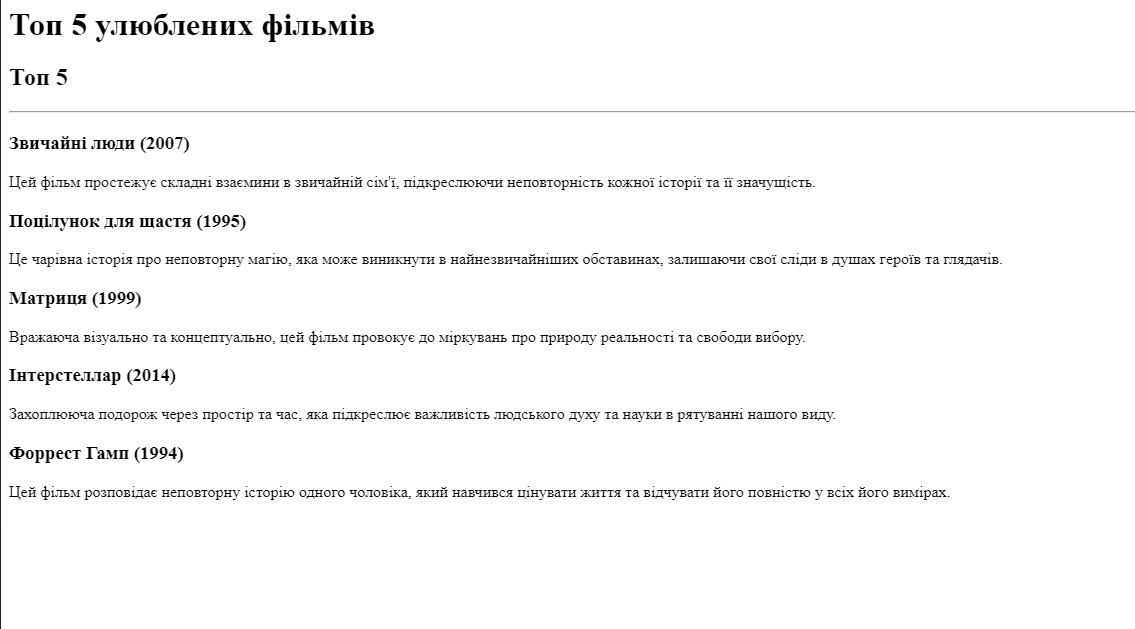 Топ 5 улюблених фільмів
Топ 5
Звичайні люди (2007)
Цей фільм простежує складні взаємини в звичайній сім'ї, підкреслюючи неповторність кожної історії та її значущість.
Поцілунок для щастя (1995)
Це чарівна історія про неповторну магію, яка може виникнути в найнезвичайніших обставинах, залишаючи свої сліди в душах героїв та глядачів.
Матриця (1999)
Вражаюча візуально та концептуально, цей фільм провокує до міркувань про природу реальності та свободи вибору.
Інтерстеллар (2014)
Захоплююча подорож через простір та час, яка підкреслює важливість людського духу та науки в рятуванні нашого виду.
Форрест Гамп (1994)
Цей фільм розповідає неповторну історію одного чоловіка, який навчився цінувати життя та відчувати його повністю у всіх його вимірах.